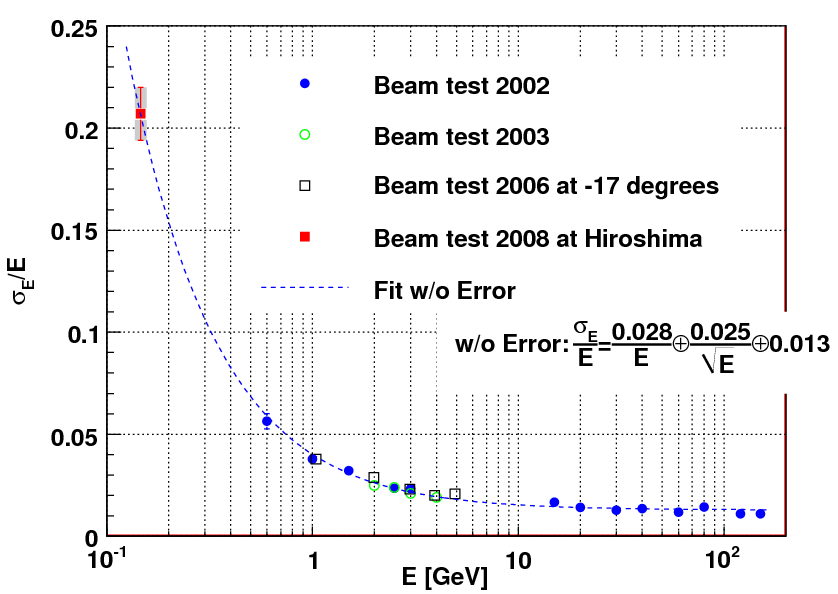 0.25
0.2
0.15
0.1
0.05
0
σE/E
Beam test 2002
Beam test 2003
Beam test 2006 at -17 degrees
Beam test 2008 at Hiroshima
Fit w/o Error
w/o Error: σE/E = 0.028/E ⊕ 0.025/√E ⊕ 0.013
10⁻¹ 1 10 10²
E [GeV]